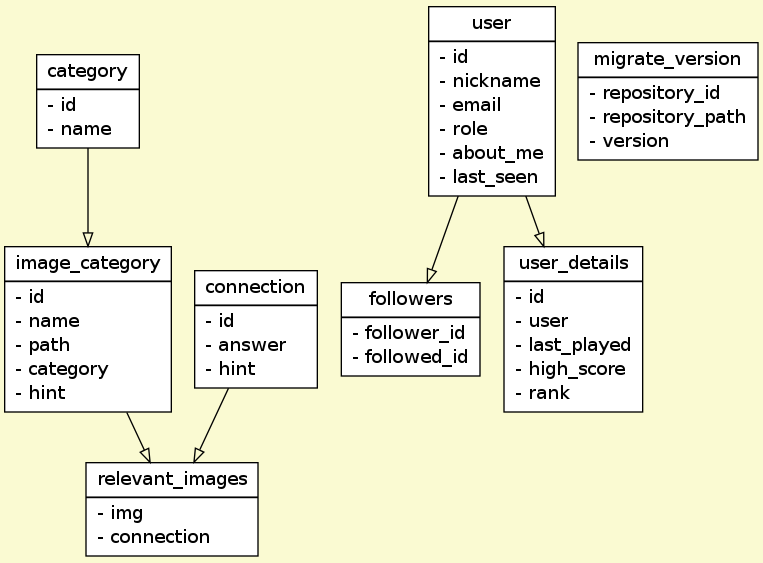 category
- id
- name
user
- id
- nickname
- email
- role
- about_me
- last_seen
migrate_version
- repository_id
- repository_path
- version
image_category
- id
- name
- path
- category
- hint
connection
- id
- answer
- hint
followers
- follower_id
- followed_id
user_details
- id
- user
- last_played
- high_score
- rank
relevant_images
- img
- connection